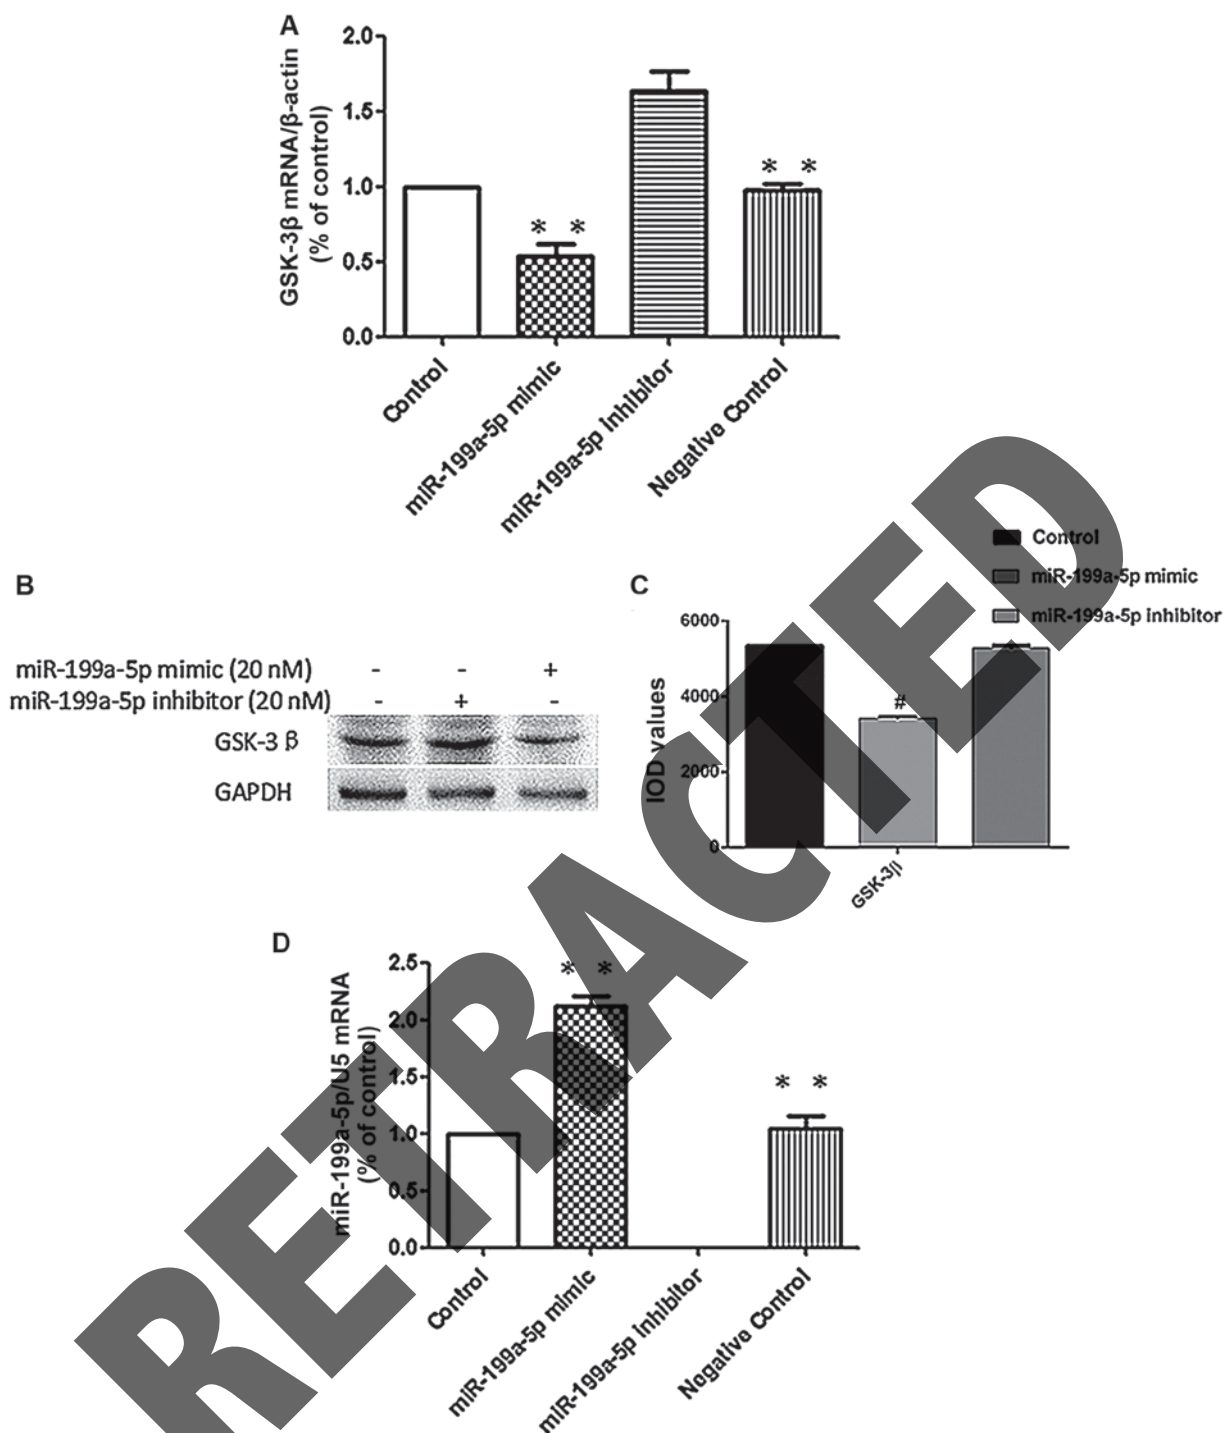 A
GSK-3β mRNA/β-actin
(% of control)
2.0
1.5
1.0
0.5
0.0
* *
* *
Control
miR-199a-5p mimic
miR-199a-5p inhibitor
Negative Control
B
miR-199a-5p mimic (20 nM) - - +
miR-199a-5p inhibitor (20 nM) - + -
GSK-3 β
GAPDH
C
Control
miR-199a-5p mimic
miR-199a-5p inhibitor
IOD values
6000
4000
2000
0
#
GSK-3β
D
miR-199a-5p/U5 mRNA
(% of control)
2.5
2.0
1.5
1.0
0.5
0.0
* *
* *
Control
miR-199a-5p mimic
miR-199a-5p inhibitor
Negative Control
RETRACTED